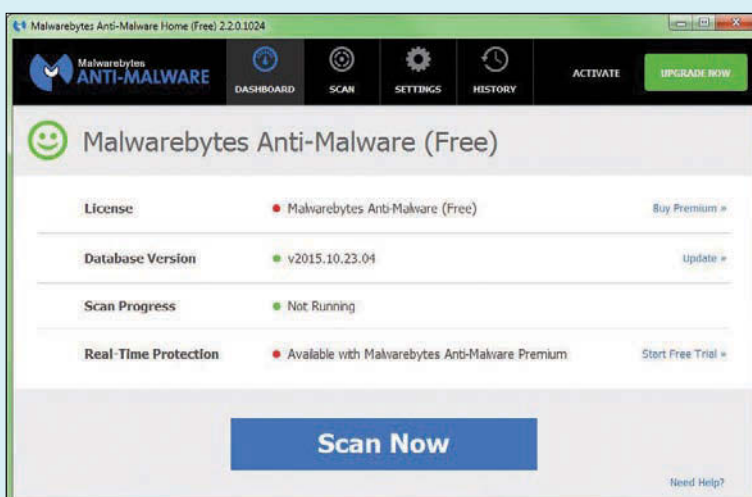 Malwarebytes Anti-Malware Home (Free) 2.2.0.1024
Malwarebytes
ANTI-MALWARE
DASHBOARD
SCAN
SETTINGS
HISTORY
ACTIVATE
UPGRADE NOW
Malwarebytes Anti-Malware (Free)
License
Malwarebytes Anti-Malware (Free)
Buy Premium »
Database Version
v2015.10.23.04
Update »
Scan Progress
Not Running
Real-Time Protection
Available with Malwarebytes Anti-Malware Premium
Start Free Trial »
Scan Now
Need Help?